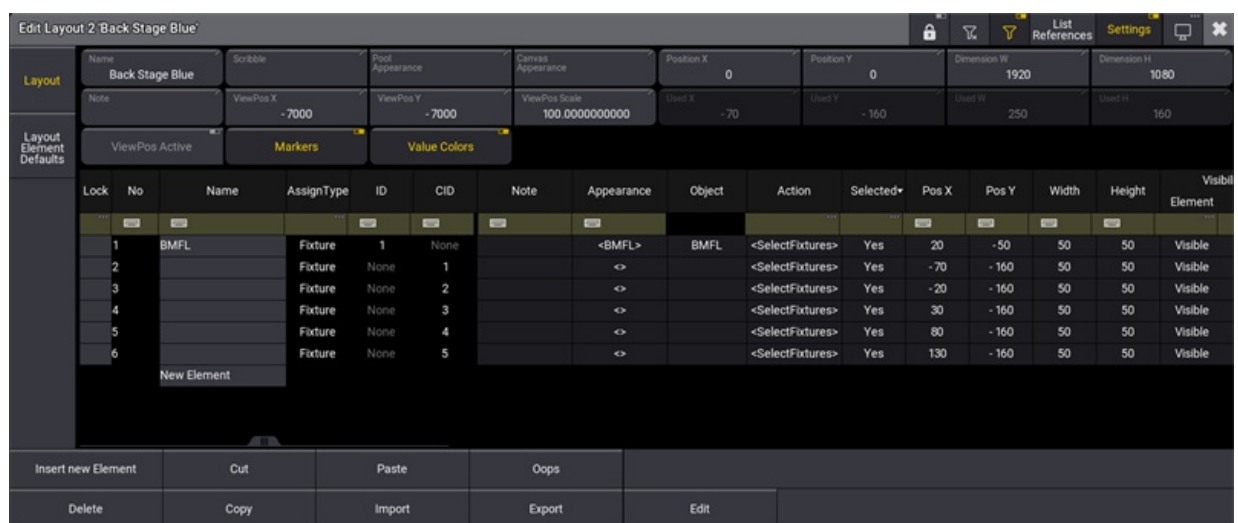 Edit Layout 2 'Back Stage Blue'
List References
Settings
Layout
Layout Element Defaults
Name
Back Stage Blue
Scribble
Pool Appearance
Canvas Appearance
Position X
0
Position Y
0
Dimension W
1920
Dimension H
1080
Note
ViewPos X
-7000
ViewPos Y
-7000
ViewPos Scale
100.0000000000
Used X
-70
Used Y
-160
Used W
250
Used H
160
ViewPos Active
Markers
Value Colors
Lock No Name AssignType ID CID Note Appearance Object Action Selected Pos X Pos Y Width Height Visibil
Element
1 BMFL Fixture 1 None <BMFL> BMFL <SelectFixtures> Yes 20 -50 50 50 Visible
2 Fixture None 1 <> <SelectFixtures> Yes -70 -160 50 50 Visible
3 Fixture None 2 <> <SelectFixtures> Yes -20 -160 50 50 Visible
4 Fixture None 3 <> <SelectFixtures> Yes 30 -160 50 50 Visible
5 Fixture None 4 <> <SelectFixtures> Yes 80 -160 50 50 Visible
6 Fixture None 5 <> <SelectFixtures> Yes 130 -160 50 50 Visible
New Element
Insert new Element Cut Paste Oops
Delete Copy Import Export Edit